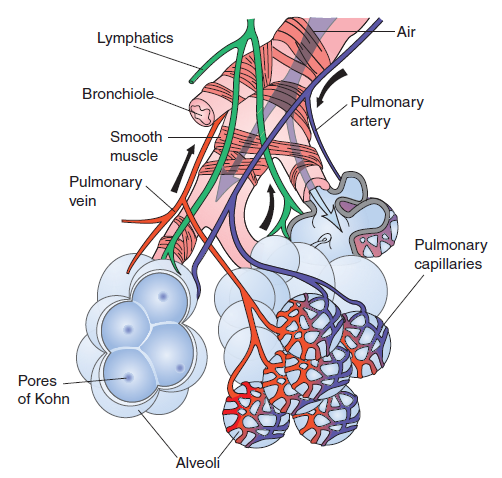 Lymphatics
Air
Bronchiole
Pulmonary
artery
Smooth
muscle
Pulmonary
vein
Pulmonary
capillaries
Pores
of Kohn
Alveoli